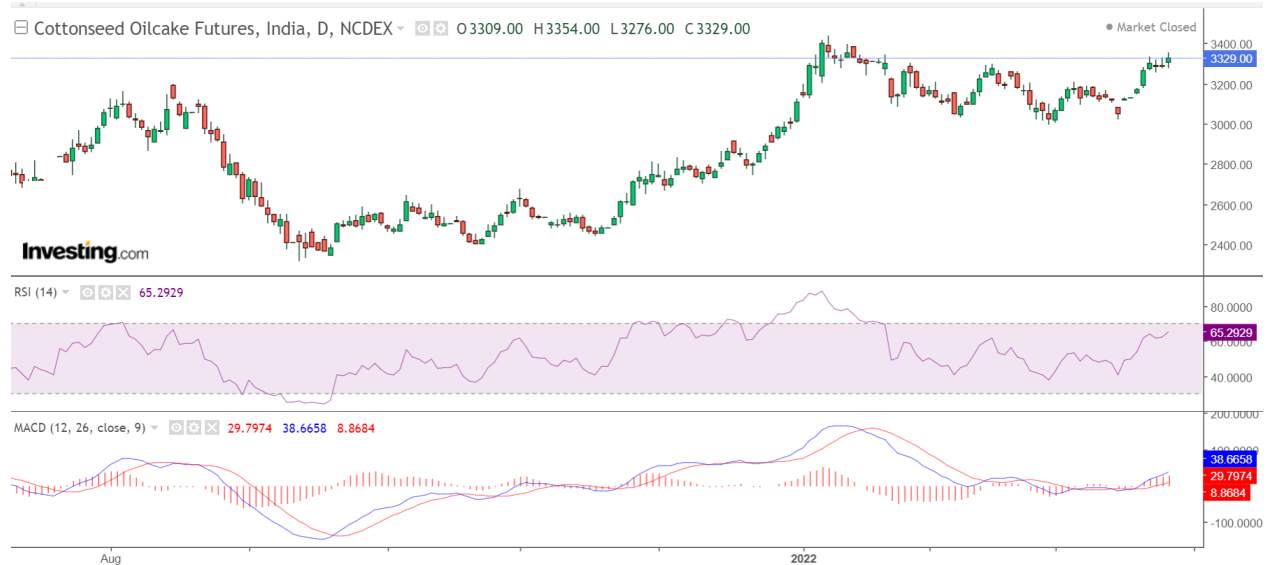 Cottonseed Oilcake Futures, India, D, NCDEX O3309.00 H3354.00 L3276.00 C3329.00
Market Closed
3400.00
3329.00
3200.00
3000.00
2800.00
2600.00
2400.00
Investing.com
RSI (14) 65.2929
80.0000
65.2929
60.0000
40.0000
MACD (12, 26, close, 9) 29.7974 38.6658 8.8684
200.0000
38.6658
29.7974
8.8684
-100.0000
Aug 2022